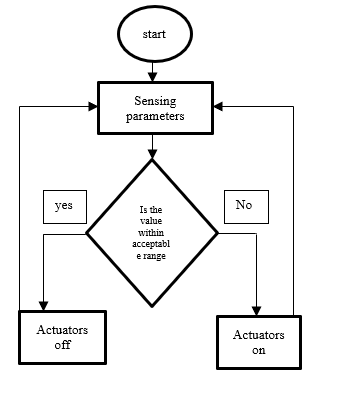 start
Sensing
parameters
Is the
value
within
acceptabl
e range
yes
No
Actuators
off
Actuators
on